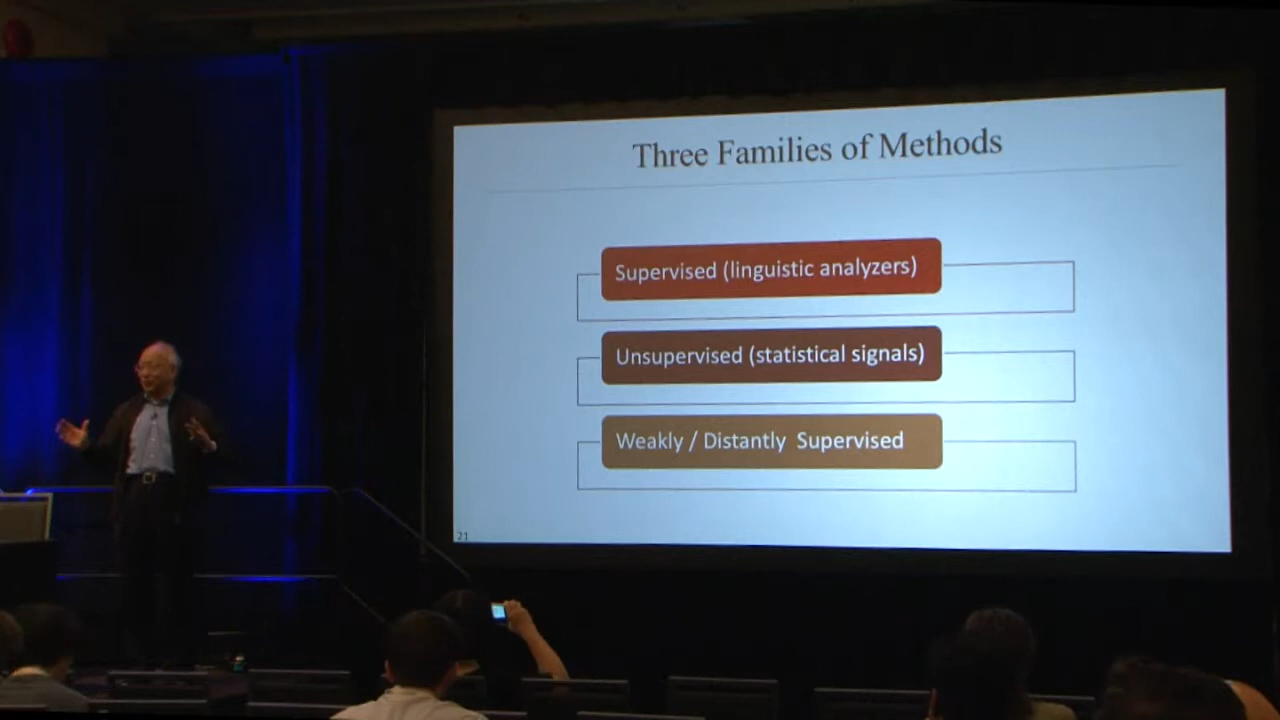 Three Families of Methods
Supervised (linguistic analyzers)
Unsupervised (statistical signals)
Weakly / Distantly Supervised
21